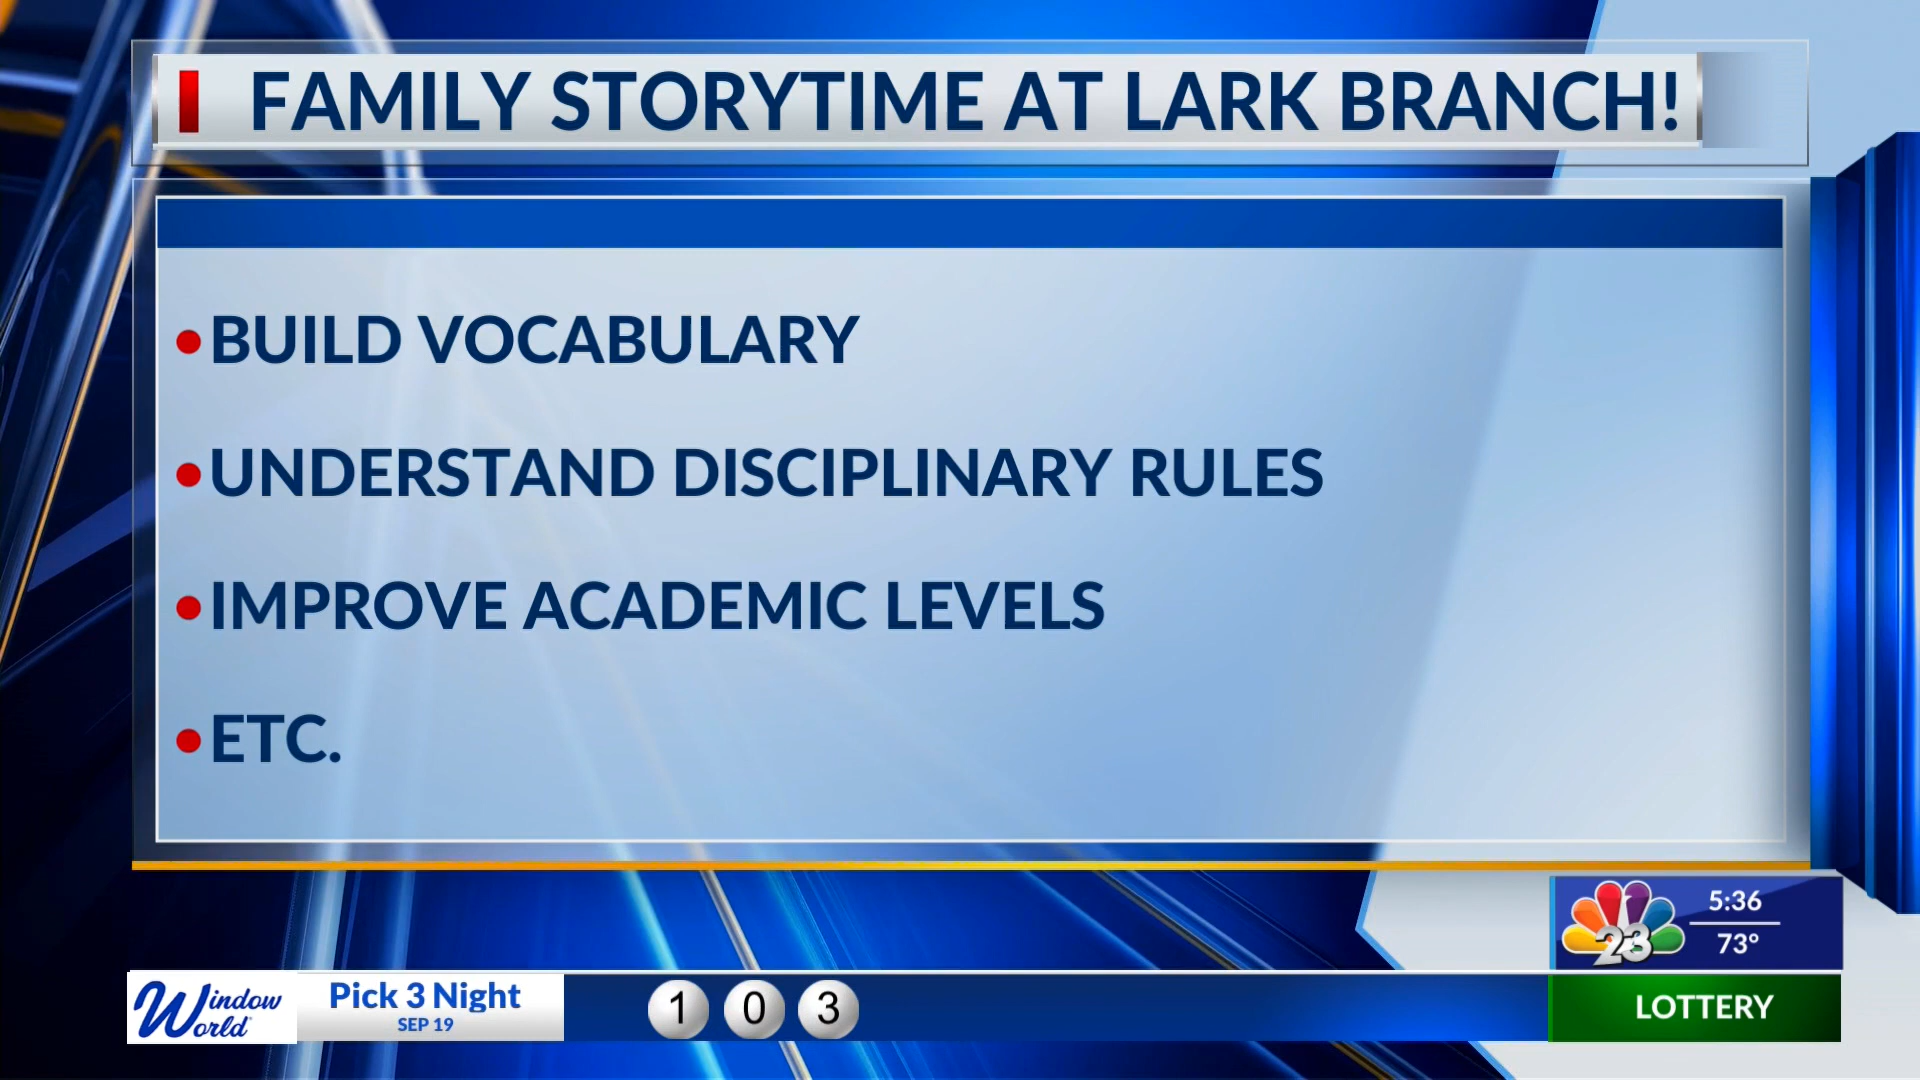 FAMILY STORYTIME AT LARK BRANCH!
•BUILD VOCABULARY
•UNDERSTAND DISCIPLINARY RULES
•IMPROVE ACADEMIC LEVELS
•ETC.
23
5:36
73°
Window World
Pick 3 Night
SEP 19
1 0 3
LOTTERY